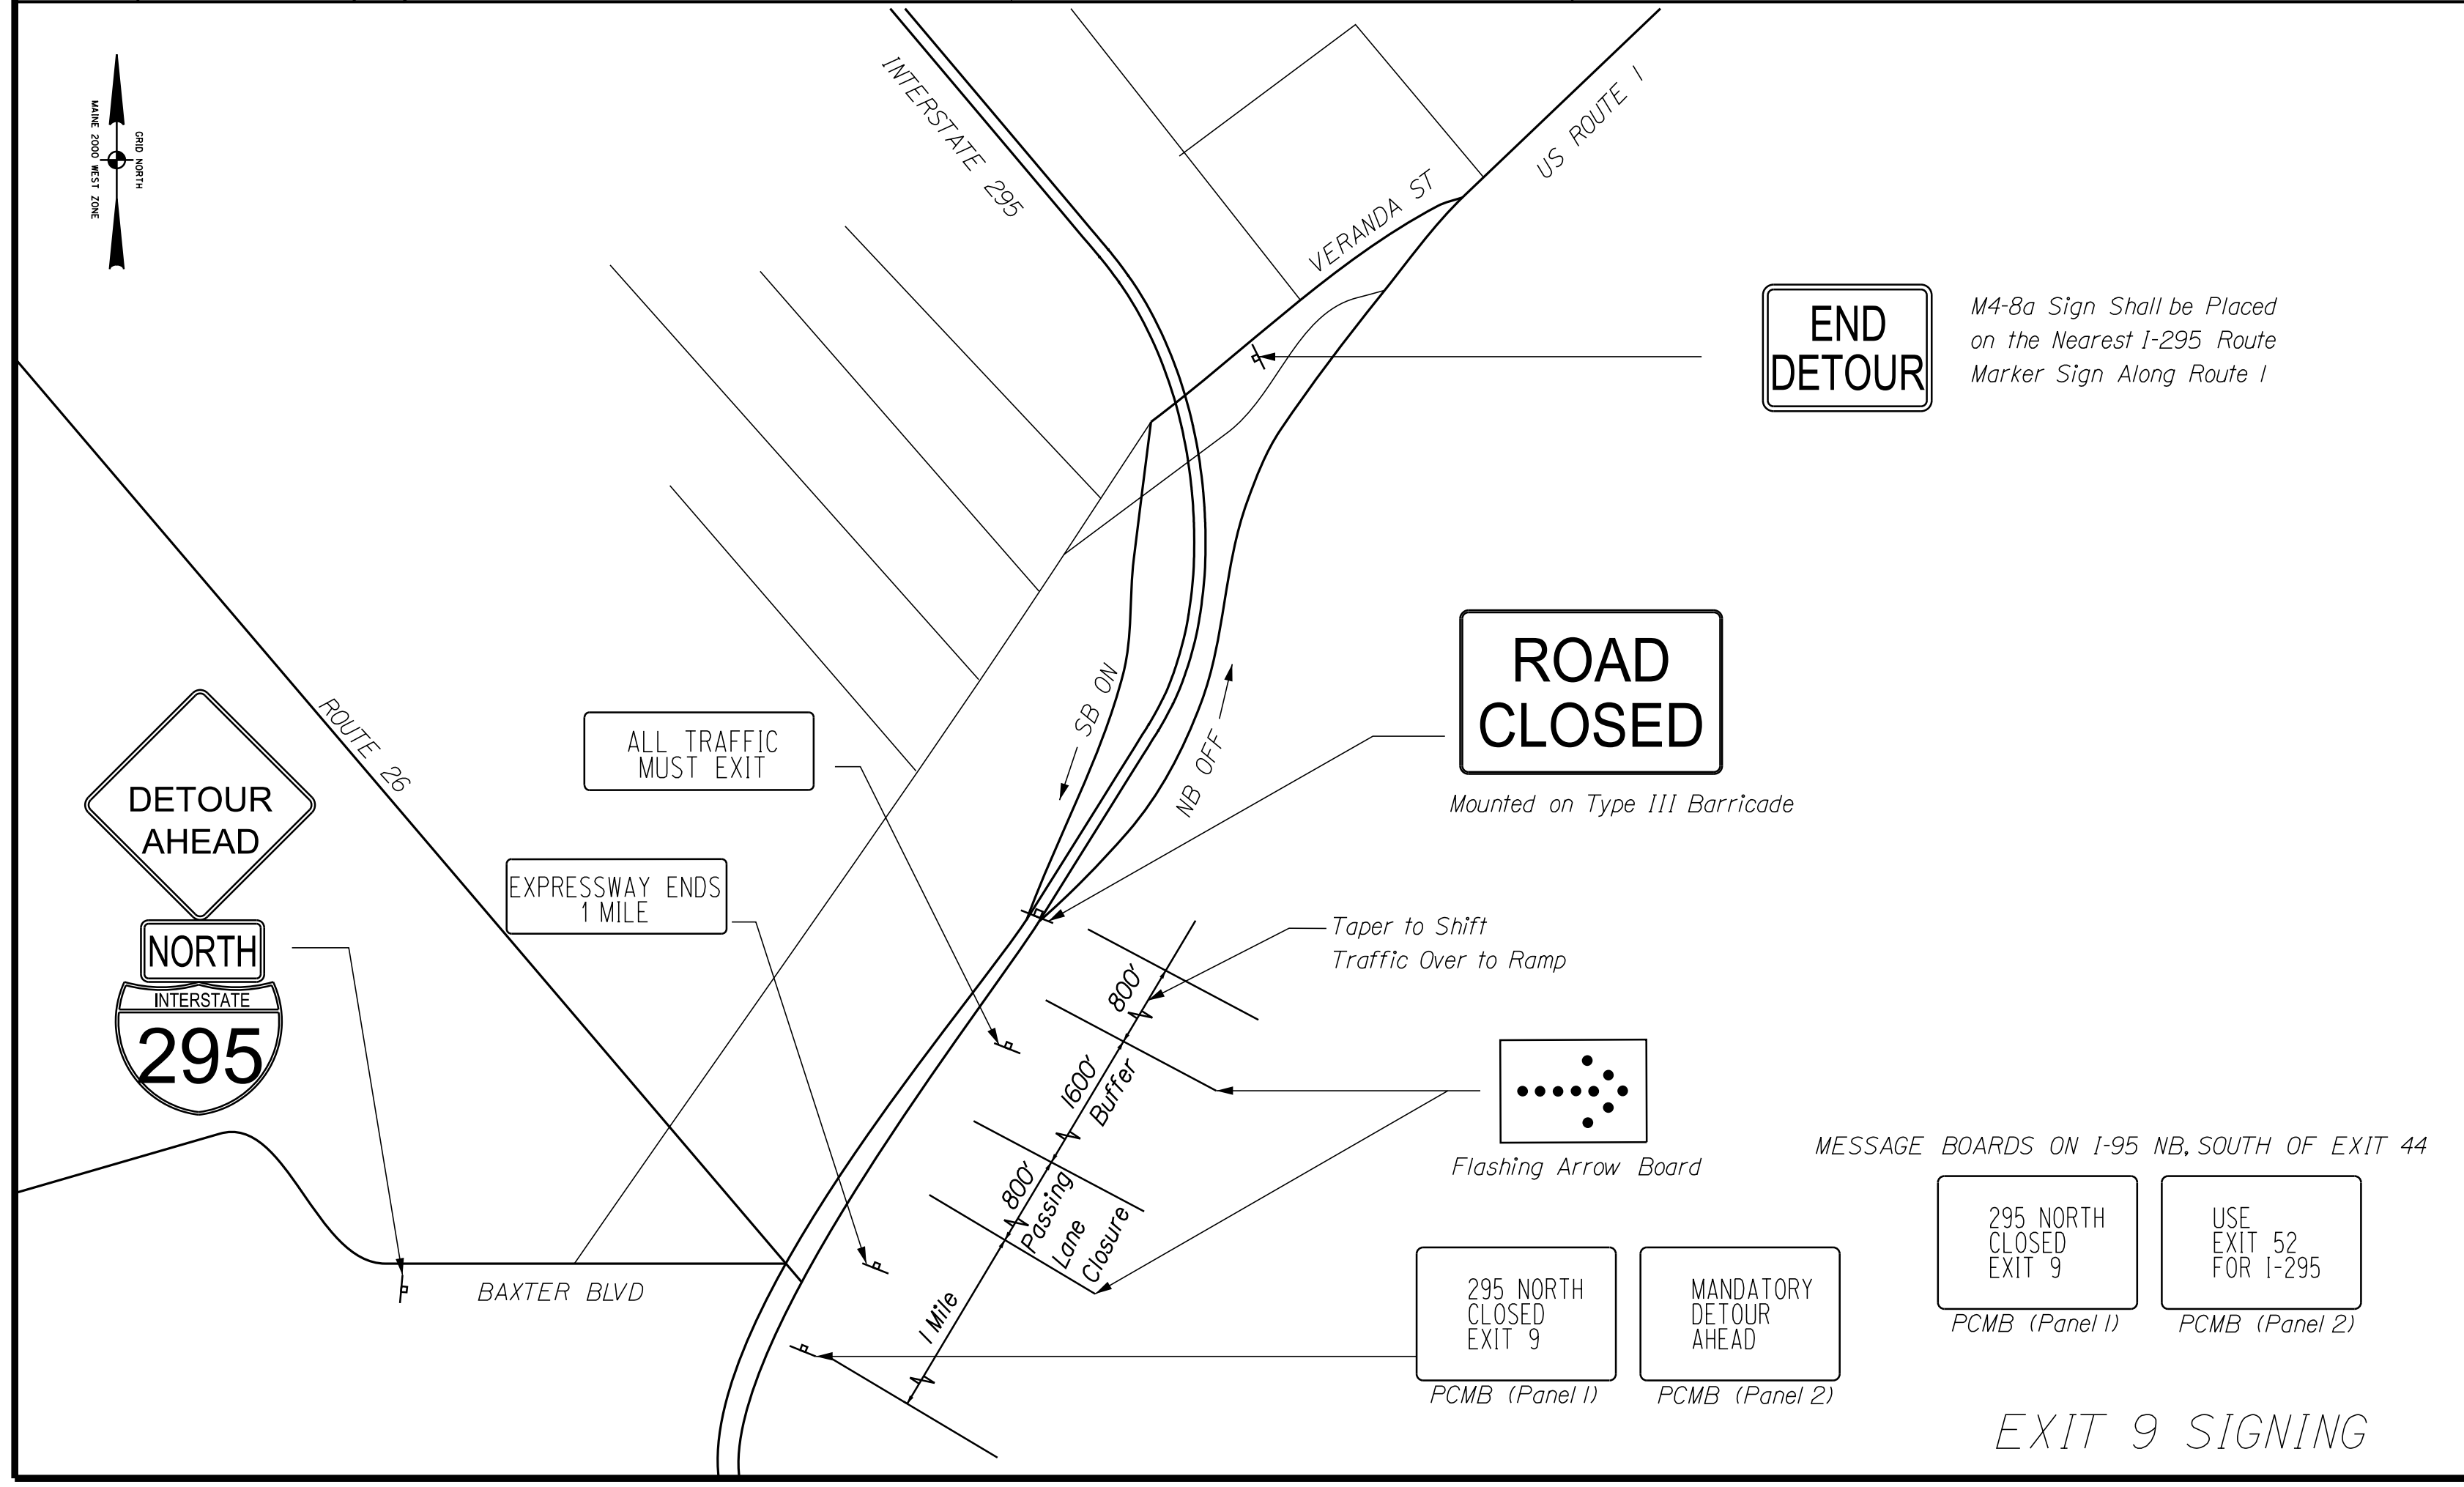 GRID NORTH
MAINE 2000 WEST ZONE
INTERSTATE 295
US ROUTE 1
VERANDA ST
END
DETOUR
M4-8a Sign Shall be Placed
on the Nearest I-295 Route
Marker Sign Along Route 1
ROUTE 26
DETOUR
AHEAD
NORTH
INTERSTATE
295
ALL TRAFFIC
MUST EXIT
EXPRESSWAY ENDS
1 MILE
SB ON
NB OFF
ROAD
CLOSED
Mounted on Type III Barricade
Taper to Shift
Traffic Over to Ramp
800'
1600'
Buffer
800'
Passing
Lane
Closure
1 Mile
Flashing Arrow Board
BAXTER BLVD
MESSAGE BOARDS ON I-95 NB, SOUTH OF EXIT 44
295 NORTH
CLOSED
EXIT 9
PCMB (Panel 1)
USE
EXIT 52
FOR I-295
PCMB (Panel 2)
295 NORTH
CLOSED
EXIT 9
PCMB (Panel 1)
MANDATORY
DETOUR
AHEAD
PCMB (Panel 2)
EXIT 9 SIGNING